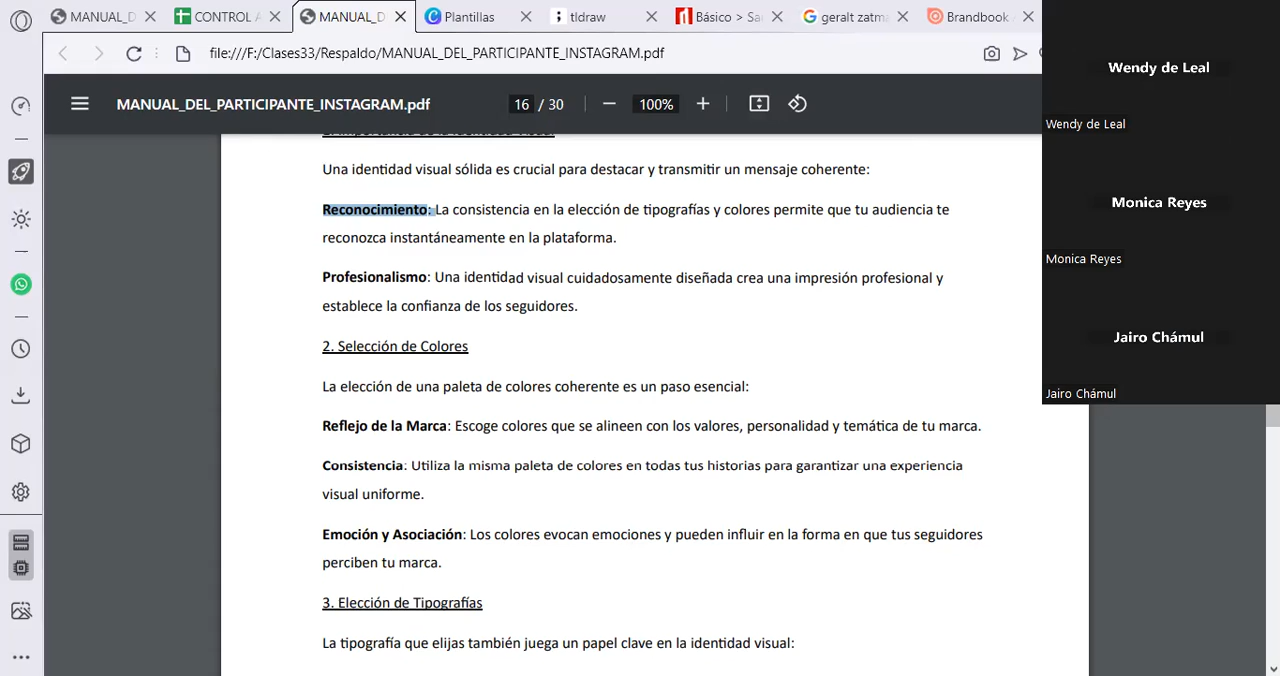 MANUAL_D
CONTROL A
MANUAL_D
Plantillas
tldraw
Básico > Sa
geralt zatm
Brandbook
file:///F:/Clases33/Respaldo/MANUAL_DEL_PARTICIPANTE_INSTAGRAM.pdf
MANUAL_DEL_PARTICIPANTE_INSTAGRAM.pdf
16 / 30
100%
Una identidad visual sólida es crucial para destacar y transmitir un mensaje coherente:
Reconocimiento: La consistencia en la elección de tipografías y colores permite que tu audiencia te
reconozca instantáneamente en la plataforma.
Profesionalismo: Una identidad visual cuidadosamente diseñada crea una impresión profesional y
establece la confianza de los seguidores.
2. Selección de Colores
La elección de una paleta de colores coherente es un paso esencial:
Reflejo de la Marca: Escoge colores que se alineen con los valores, personalidad y temática de tu marca.
Consistencia: Utiliza la misma paleta de colores en todas tus historias para garantizar una experiencia
visual uniforme.
Emoción y Asociación: Los colores evocan emociones y pueden influir en la forma en que tus seguidores
perciben tu marca.
3. Elección de Tipografías
La tipografía que elijas también juega un papel clave en la identidad visual:
Wendy de Leal
Wendy de Leal
Monica Reyes
Monica Reyes
Jairo Chámul
Jairo Chámul